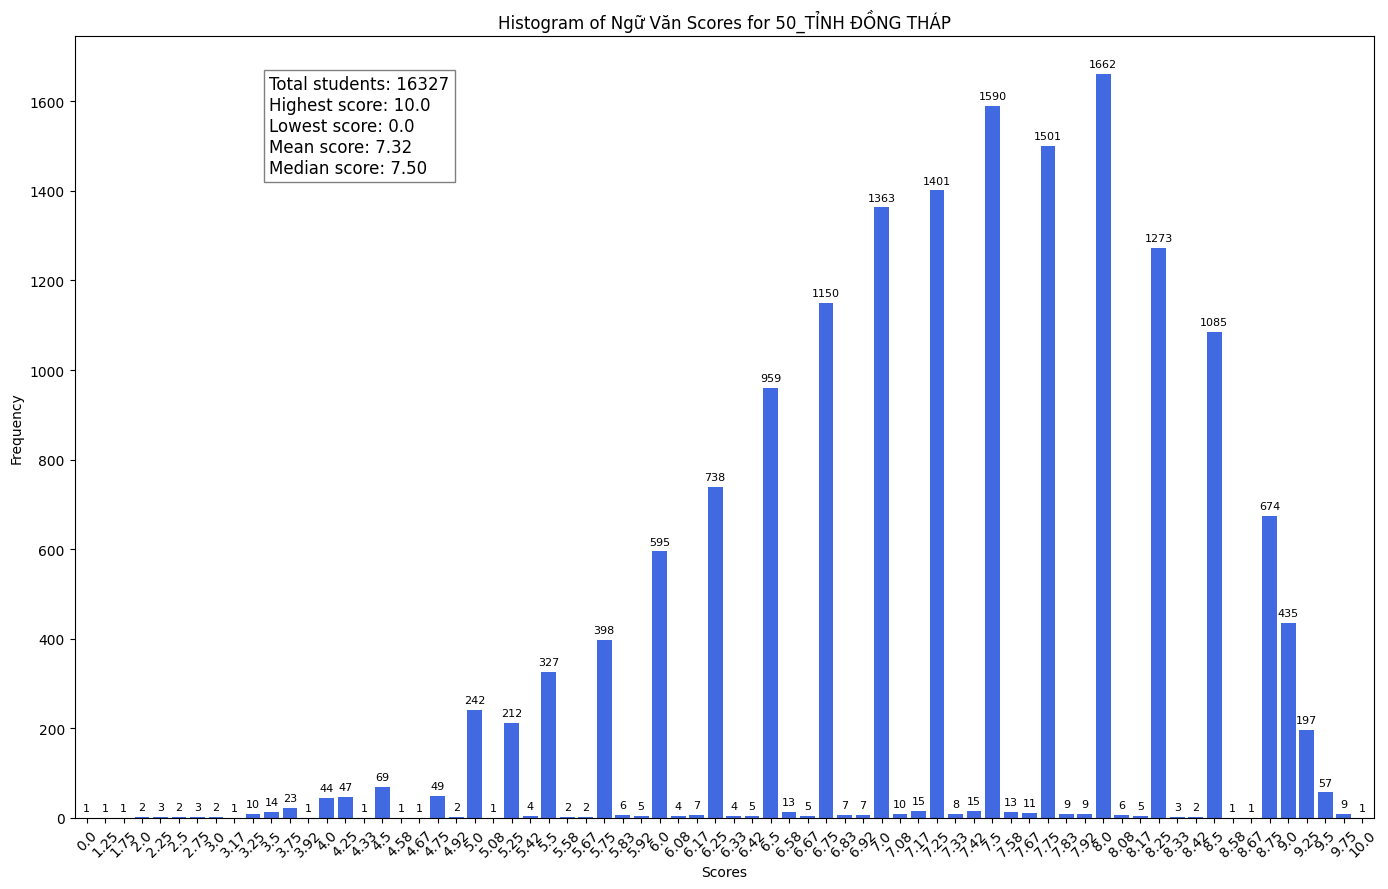 Histogram of Ngữ Văn Scores for 50_TỈNH ĐỒNG THÁP
Total students: 16327
Highest score: 10.0
Lowest score: 0.0
Mean score: 7.32
Median score: 7.50
Frequency
1600
1400
1200
1000
800
600
400
200
0
1 1 1 2 3 2 3 2 1 10 14 23 1 44 47 1 69 1 1 49 2 242 1 212 4 327 2 2 398 6 5 595 4 7 738 4 5 959 13 5 1150 7 7 1363 10 15 1401 8 15 1590 13 11 1501 9 9 1662 6 5 1273 3 2 1085 1 1 674 435 197 57 9 1
0.0 1.25 1.75 2.0 2.25 2.5 2.75 3.0 3.17 3.25 3.5 3.75 3.92 4.0 4.25 4.33 4.5 4.58 4.67 4.75 4.92 5.0 5.08 5.25 5.42 5.5 5.58 5.67 5.75 5.83 5.92 6.0 6.08 6.17 6.25 6.33 6.42 6.5 6.58 6.67 6.75 6.83 6.92 7.0 7.08 7.17 7.25 7.33 7.42 7.5 7.58 7.67 7.75 7.83 7.92 8.0 8.08 8.17 8.25 8.33 8.42 8.5 8.58 8.67 8.75 9.0 9.25 9.5 9.75 10.0
Scores